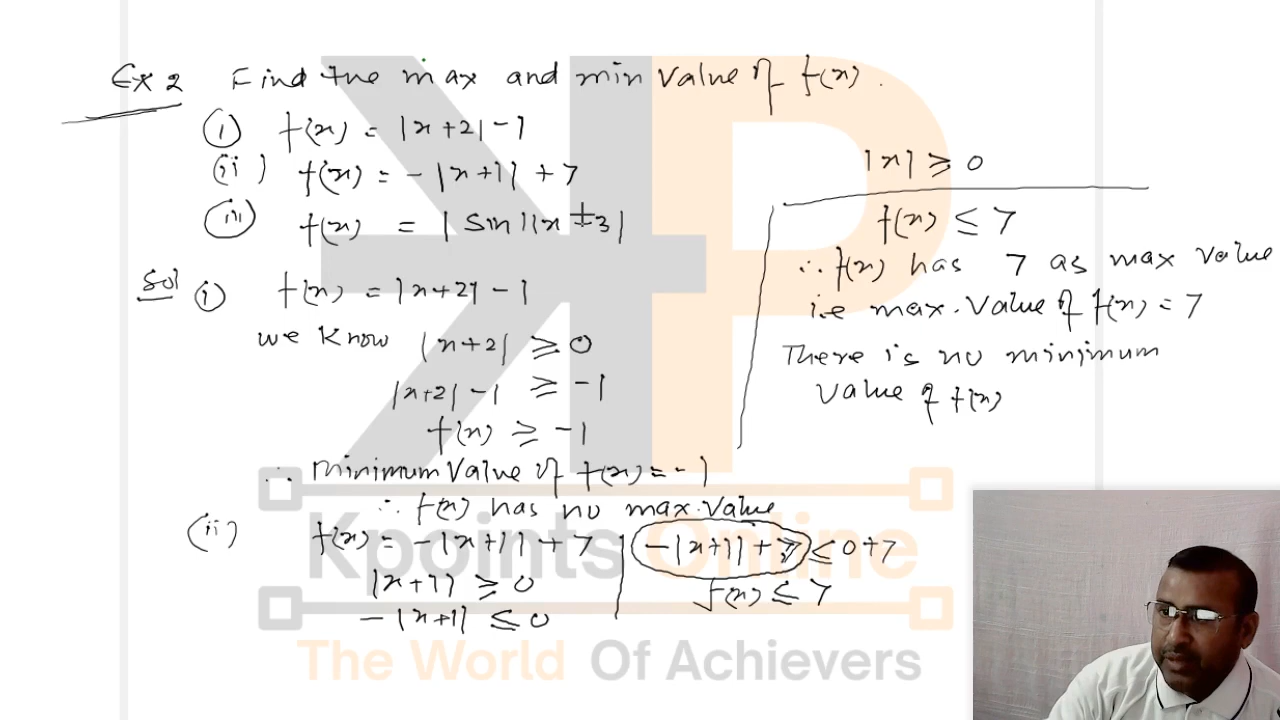 Ex 2 Find the max and min value of f(x).
(i) f(x) = |x+2| - 1
(ii) f(x) = - |x+1| + 7
(iii) f(x) = | sin 11x + 3|
Sol (i) f(x) = |x+2| - 1
we know |x+2| ≥ 0
|x+2| - 1 ≥ -1
f(x) ≥ -1
∴ minimum value of f(x) = -1
∴ f(x) has no max. value
(ii) f(x) = -|x+1| + 7
|x+1| ≥ 0
-|x+1| ≤ 0
-|x+1| + 7 ≤ 0+7
f(x) ≤ 7
|x| ≥ 0
f(x) ≤ 7
∴ f(x) has 7 as max value
i.e max. value of f(x) = 7
There is no minimum
value of f(x)
KP
Kpoints Online
The World Of Achievers